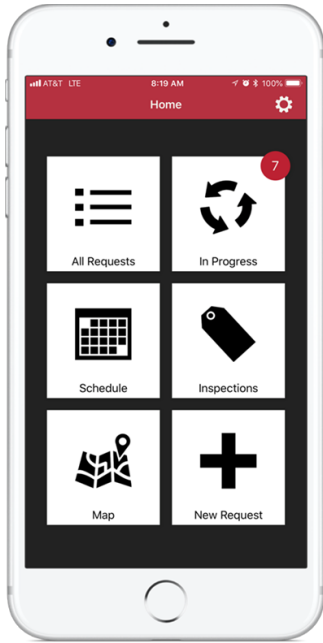 AT&T LTE 8:19 AM 100%
Home
7
All Requests In Progress
Schedule Inspections
Map New Request